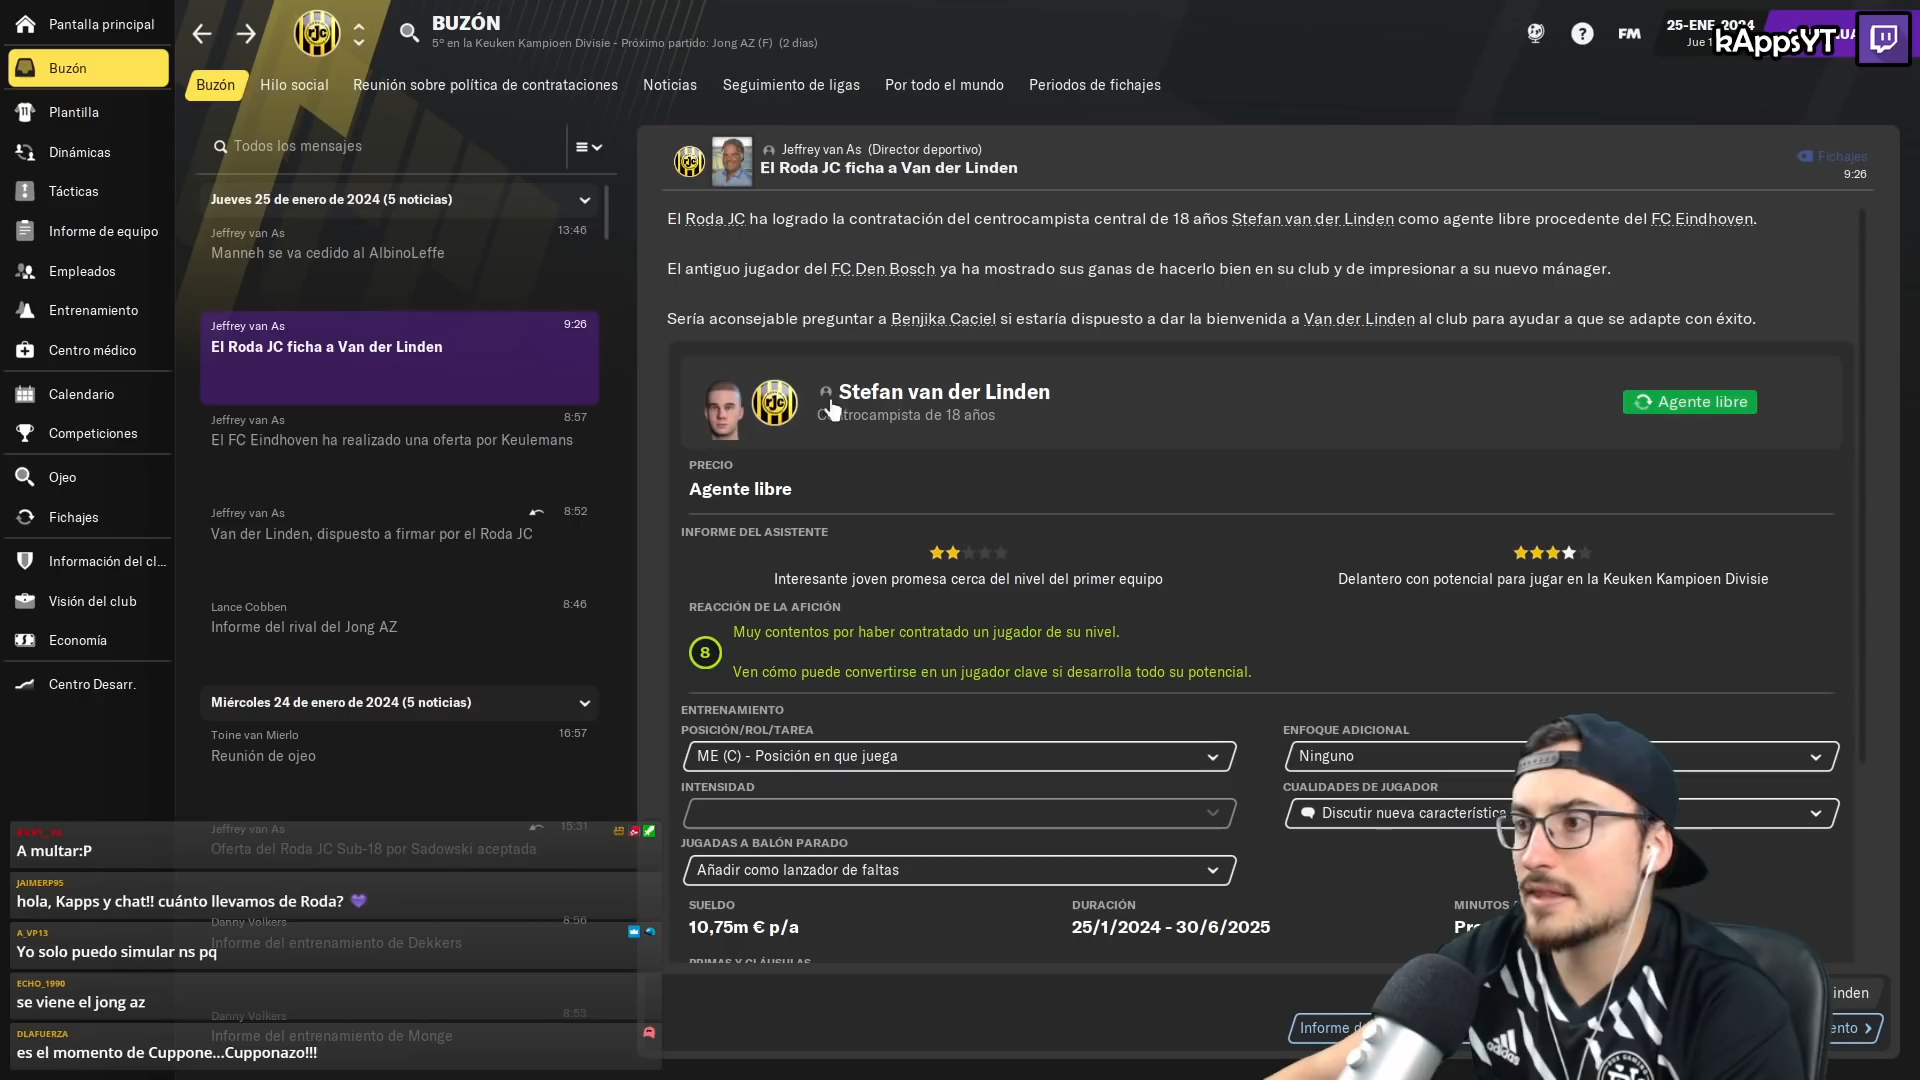 Pantalla principal
Buzón
Plantilla
Dinámicas
Tácticas
Informe de equipo
Empleados
Entrenamiento
Centro médico
Calendario
Competiciones
Ojeo
Fichajes
Información del cl...
Visión del club
Economía
Centro Desarr.
BUZÓN
5º en la Keuken Kampioen Divisie - Próximo partido: Jong AZ (F) (2 días)
FM
25-ENE 2024
Jue
kAppsYT
Buzón
Hilo social
Reunión sobre política de contrataciones
Noticias
Seguimiento de ligas
Por todo el mundo
Periodos de fichajes
Todos los mensajes
Jueves 25 de enero de 2024 (5 noticias)
Jeffrey van As 13:46
Manneh se va cedido al AlbinoLeffe
Jeffrey van As 9:26
El Roda JC ficha a Van der Linden
Jeffrey van As 8:57
El FC Eindhoven ha realizado una oferta por Keulemans
Jeffrey van As 8:52
Van der Linden, dispuesto a firmar por el Roda JC
Lance Cobben 8:46
Informe del rival del Jong AZ
Miércoles 24 de enero de 2024 (5 noticias)
Toine van Mierlo 16:57
Reunión de ojeo
Jeffrey van As 15:31
Oferta del Roda JC Sub-18 por Sadowski aceptada
Danny Volkers 8:56
Informe del entrenamiento de Dekkers
Danny Volkers 8:53
Informe del entrenamiento de Monge
A multar:P
JAIMERP95
hola, Kapps y chat!! cuánto llevamos de Roda?
A_VP13
Yo solo puedo simular ns pq
ECHO_1990
se viene el jong az
DLAFUERZA
es el momento de Cuppone...Cupponazo!!!
Jeffrey van As (Director deportivo)
El Roda JC ficha a Van der Linden
Fichajes
9:26
El Roda JC ha logrado la contratación del centrocampista central de 18 años Stefan van der Linden como agente libre procedente del FC Eindhoven.
El antiguo jugador del FC Den Bosch ya ha mostrado sus ganas de hacerlo bien en su club y de impresionar a su nuevo mánager.
Sería aconsejable preguntar a Benjika Caciel si estaría dispuesto a dar la bienvenida a Van der Linden al club para ayudar a que se adapte con éxito.
Stefan van der Linden
Centrocampista de 18 años
Agente libre
PRECIO
Agente libre
INFORME DEL ASISTENTE
Interesante joven promesa cerca del nivel del primer equipo
Delantero con potencial para jugar en la Keuken Kampioen Divisie
REACCIÓN DE LA AFICIÓN
8
Muy contentos por haber contratado un jugador de su nivel.
Ven cómo puede convertirse en un jugador clave si desarrolla todo su potencial.
ENTRENAMIENTO
POSICIÓN/ROL/TAREA
ME (C) - Posición en que juega
ENFOQUE ADICIONAL
Ninguno
INTENSIDAD
CUALIDADES DE JUGADOR
Discutir nueva característica
JUGADAS A BALÓN PARADO
Añadir como lanzador de faltas
SUELDO
10,75m € p/a
DURACIÓN
25/1/2024 - 30/6/2025
MINUTOS
PRIMAS Y CLÁUSULAS
inden
Informe
ento
adidas